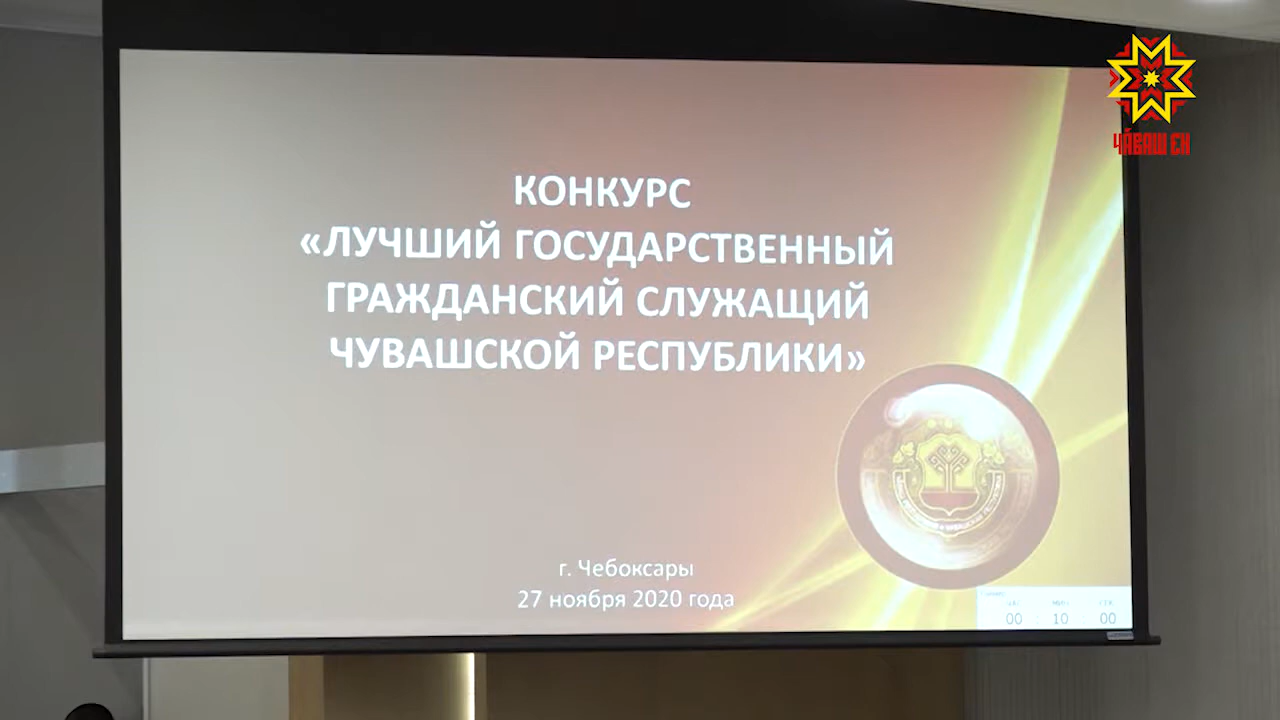 ЧӐВАШ ЕН
КОНКУРС
«ЛУЧШИЙ ГОСУДАРСТВЕННЫЙ
ГРАЖДАНСКИЙ СЛУЖАЩИЙ
ЧУВАШСКОЙ РЕСПУБЛИКИ»
г. Чебоксары
27 ноября 2020 года
00 : 10 : 00